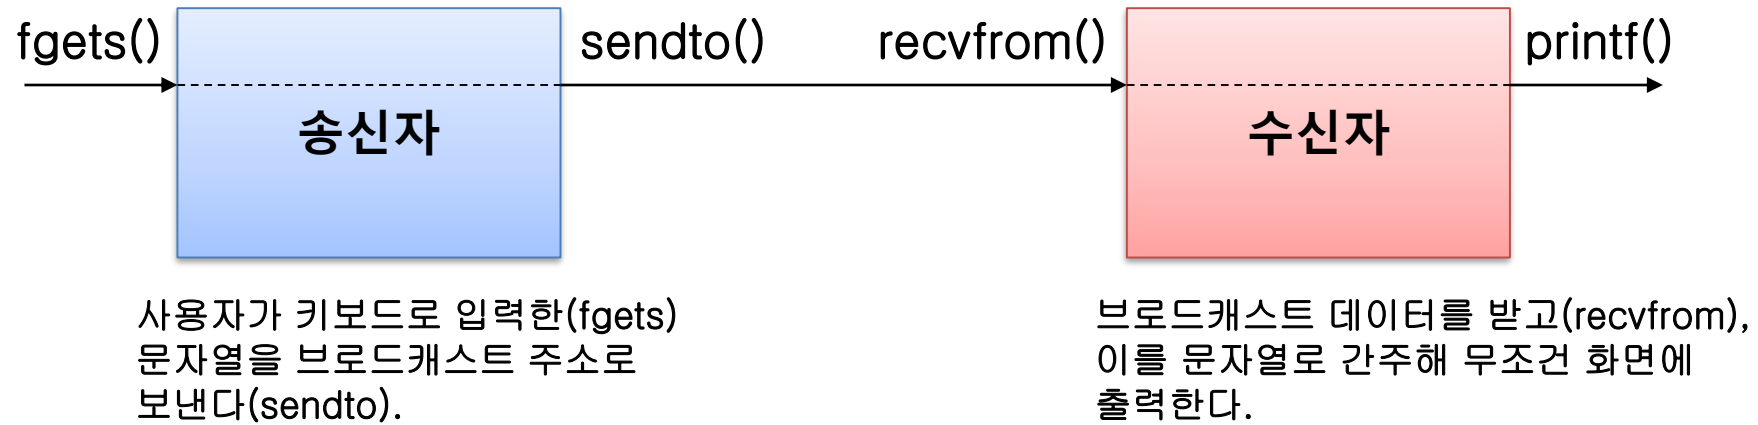 fgets()
sendto()
recvfrom()
printf()
송신자
수신자
사용자가 키보드로 입력한(fgets)
문자열을 브로드캐스트 주소로
보낸다(sendto).
브로드캐스트 데이터를 받고(recvfrom),
이를 문자열로 간주해 무조건 화면에
출력한다.